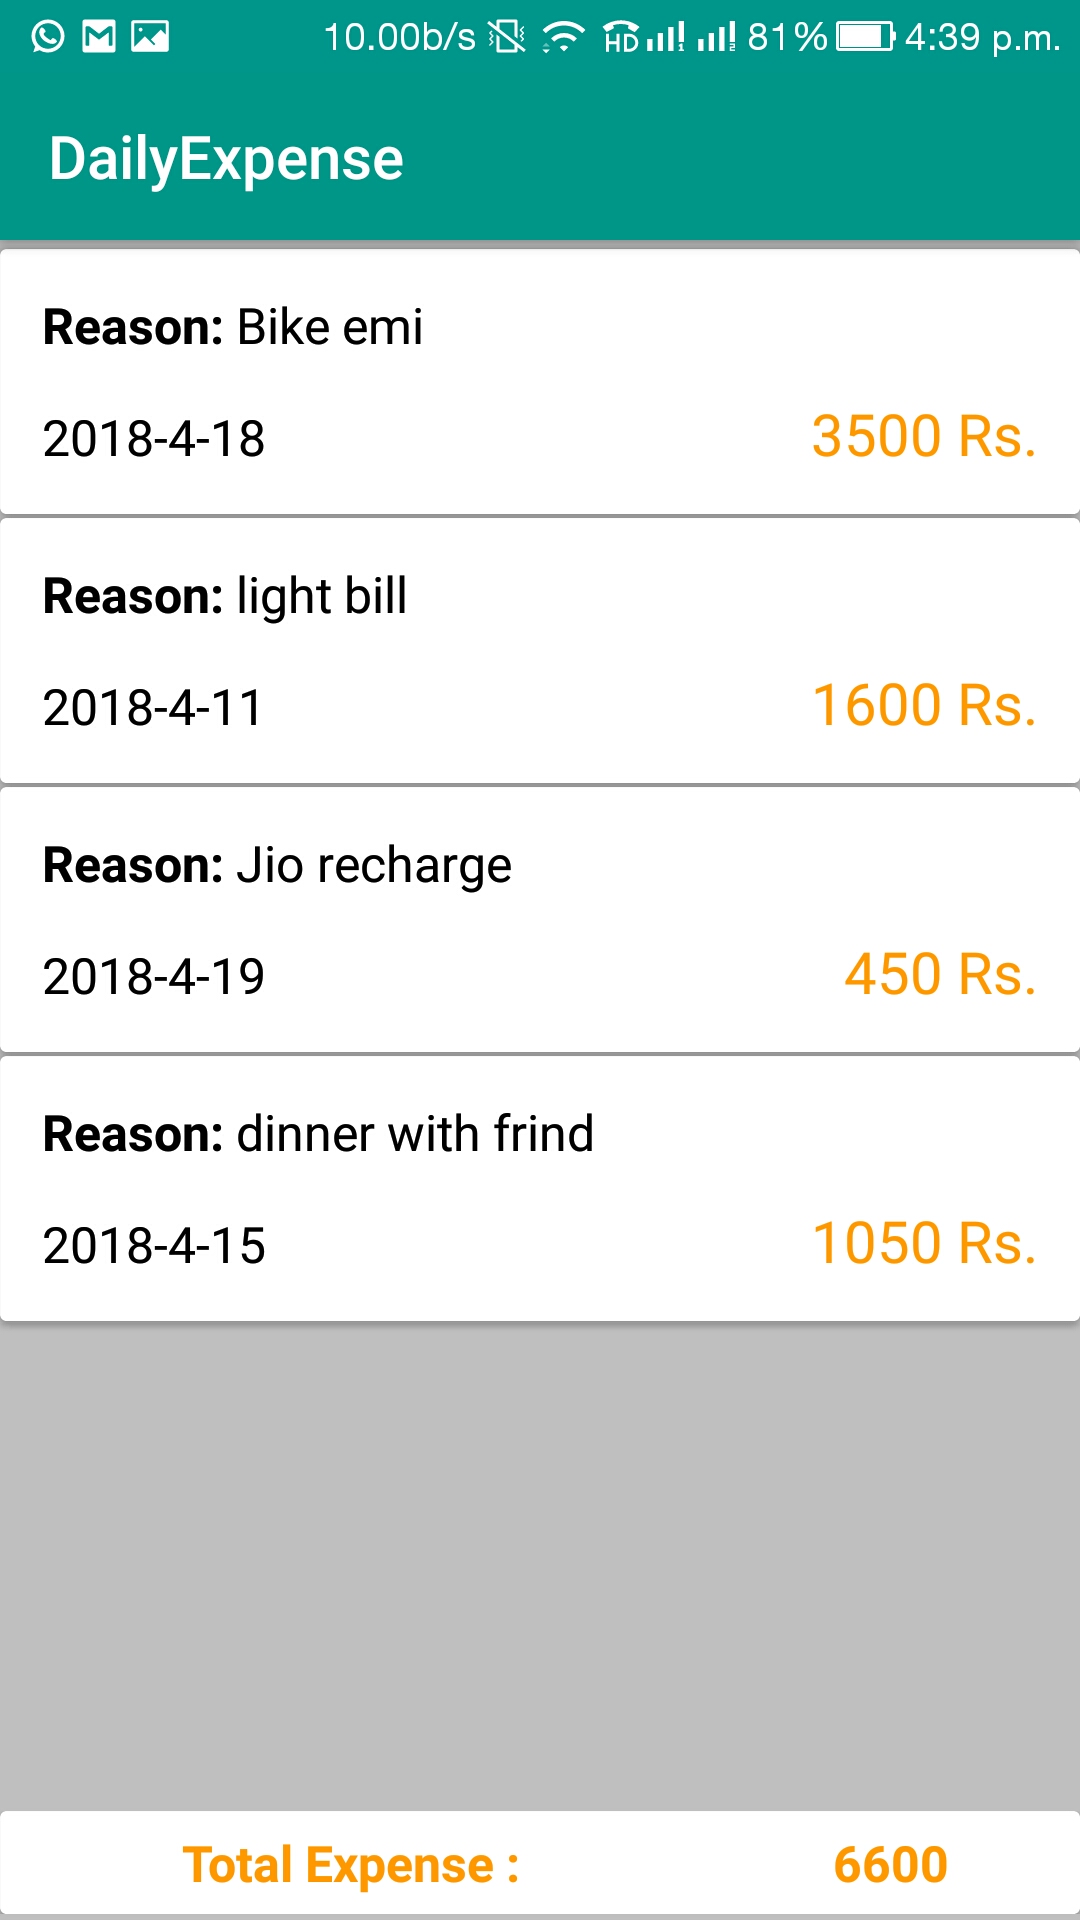 10.00b/s HD 1 2 81% 4:39 p.m.
DailyExpense
Reason: Bike emi
2018-4-18 3500 Rs.
Reason: light bill
2018-4-11 1600 Rs.
Reason: Jio recharge
2018-4-19 450 Rs.
Reason: dinner with frind
2018-4-15 1050 Rs.
Total Expense : 6600